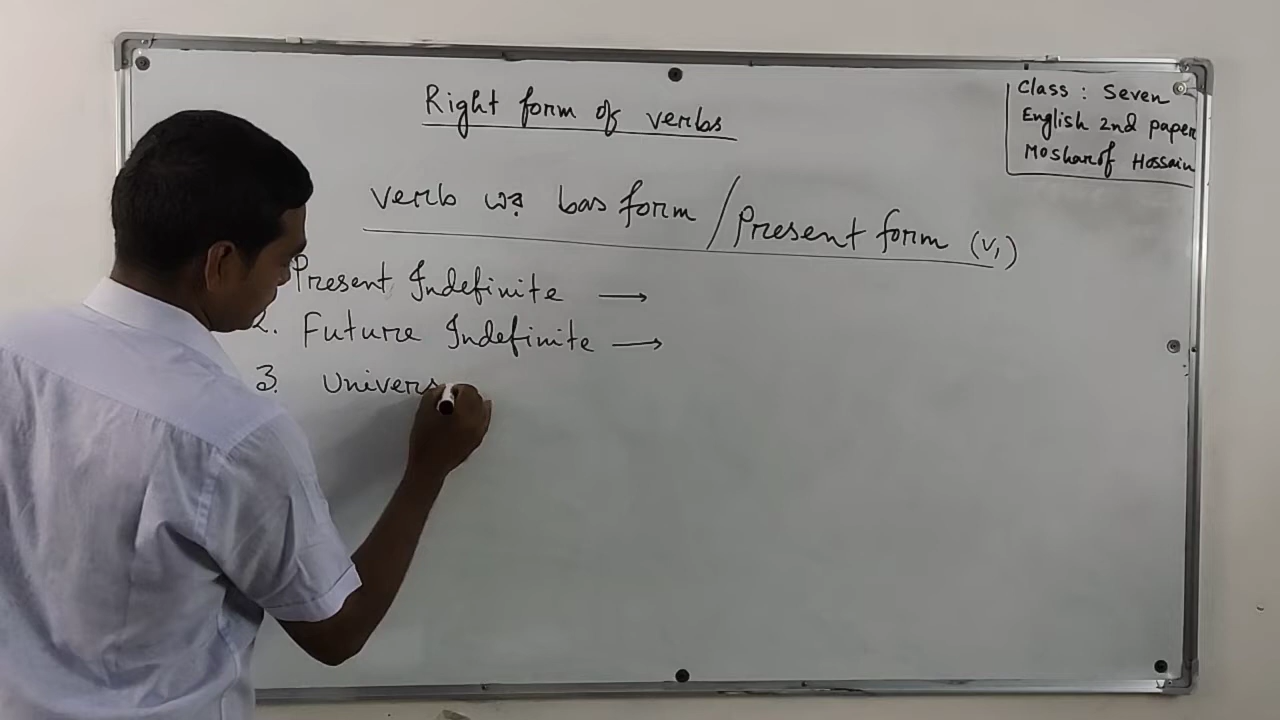 Right form of verbs
Class : Seven
English 2nd paper
Mosharof Hossain
verb এর bas form / Present form (V₁)
Present Indefinite →
2. Future Indefinite →
3. Univers